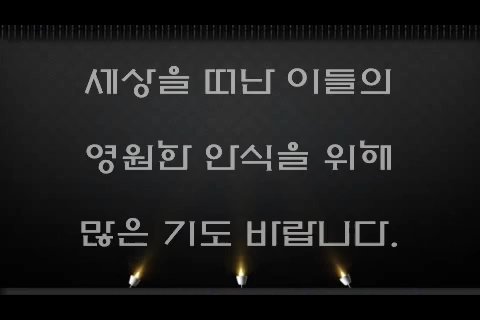 세상을 떠난 이들의
영원한 안식을 위해
많은 기도 바랍니다.